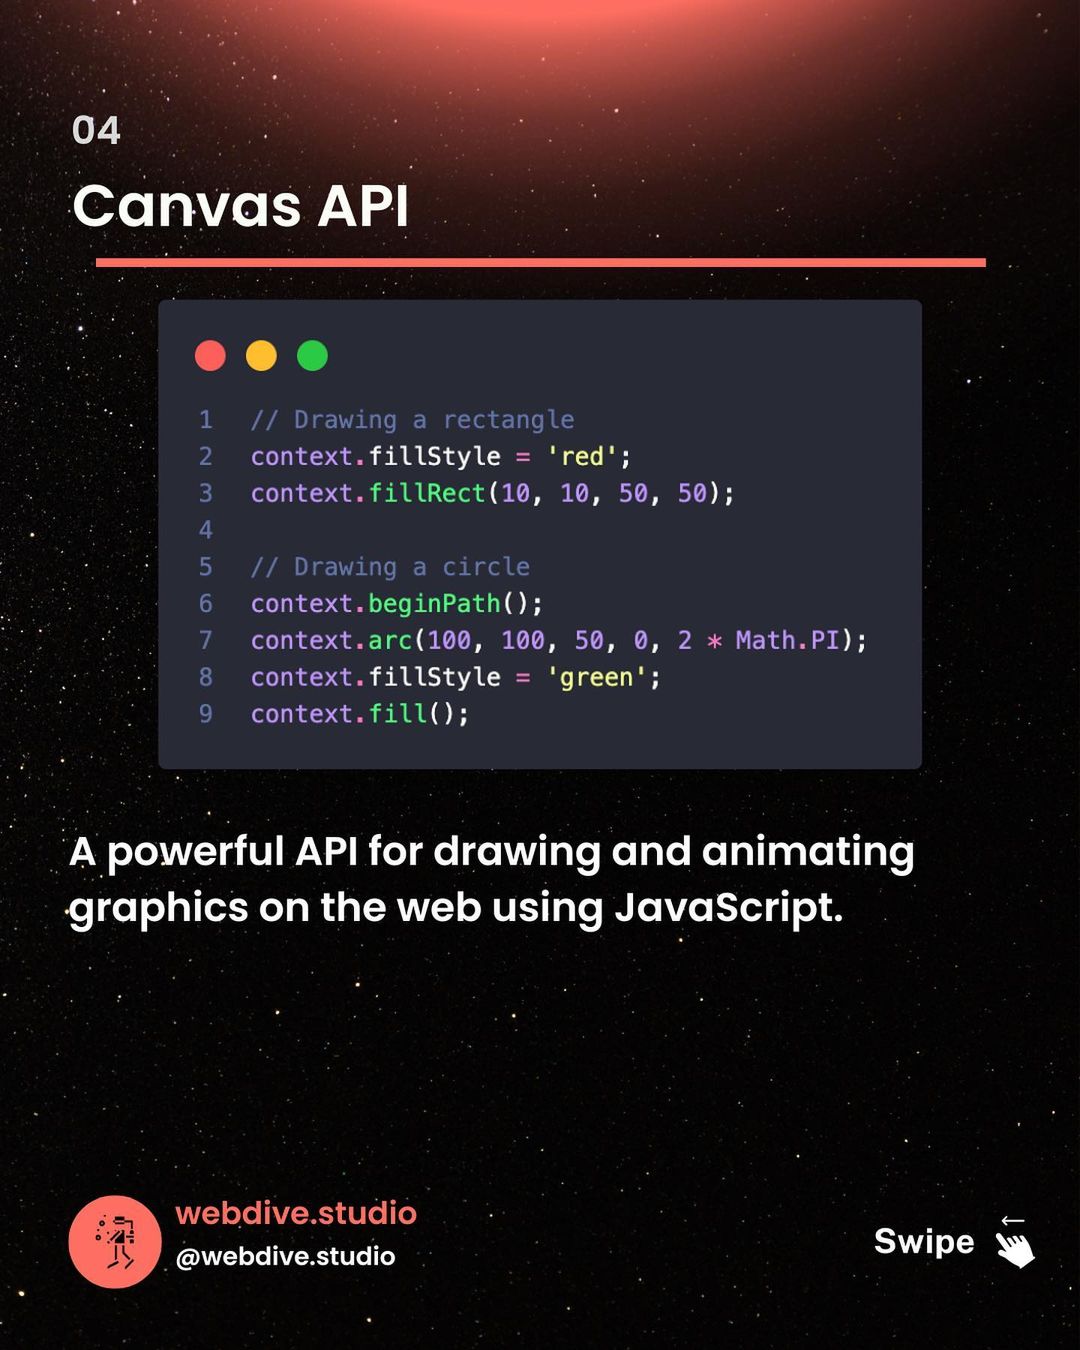 04
Canvas API
1 // Drawing a rectangle
2 context.fillStyle = 'red';
3 context.fillRect(10, 10, 50, 50);
4
5 // Drawing a circle
6 context.beginPath();
7 context.arc(100, 100, 50, 0, 2 * Math.PI);
8 context.fillStyle = 'green';
9 context.fill();
A powerful API for drawing and animating
graphics on the web using JavaScript.
webdive.studio
@webdive.studio
Swipe